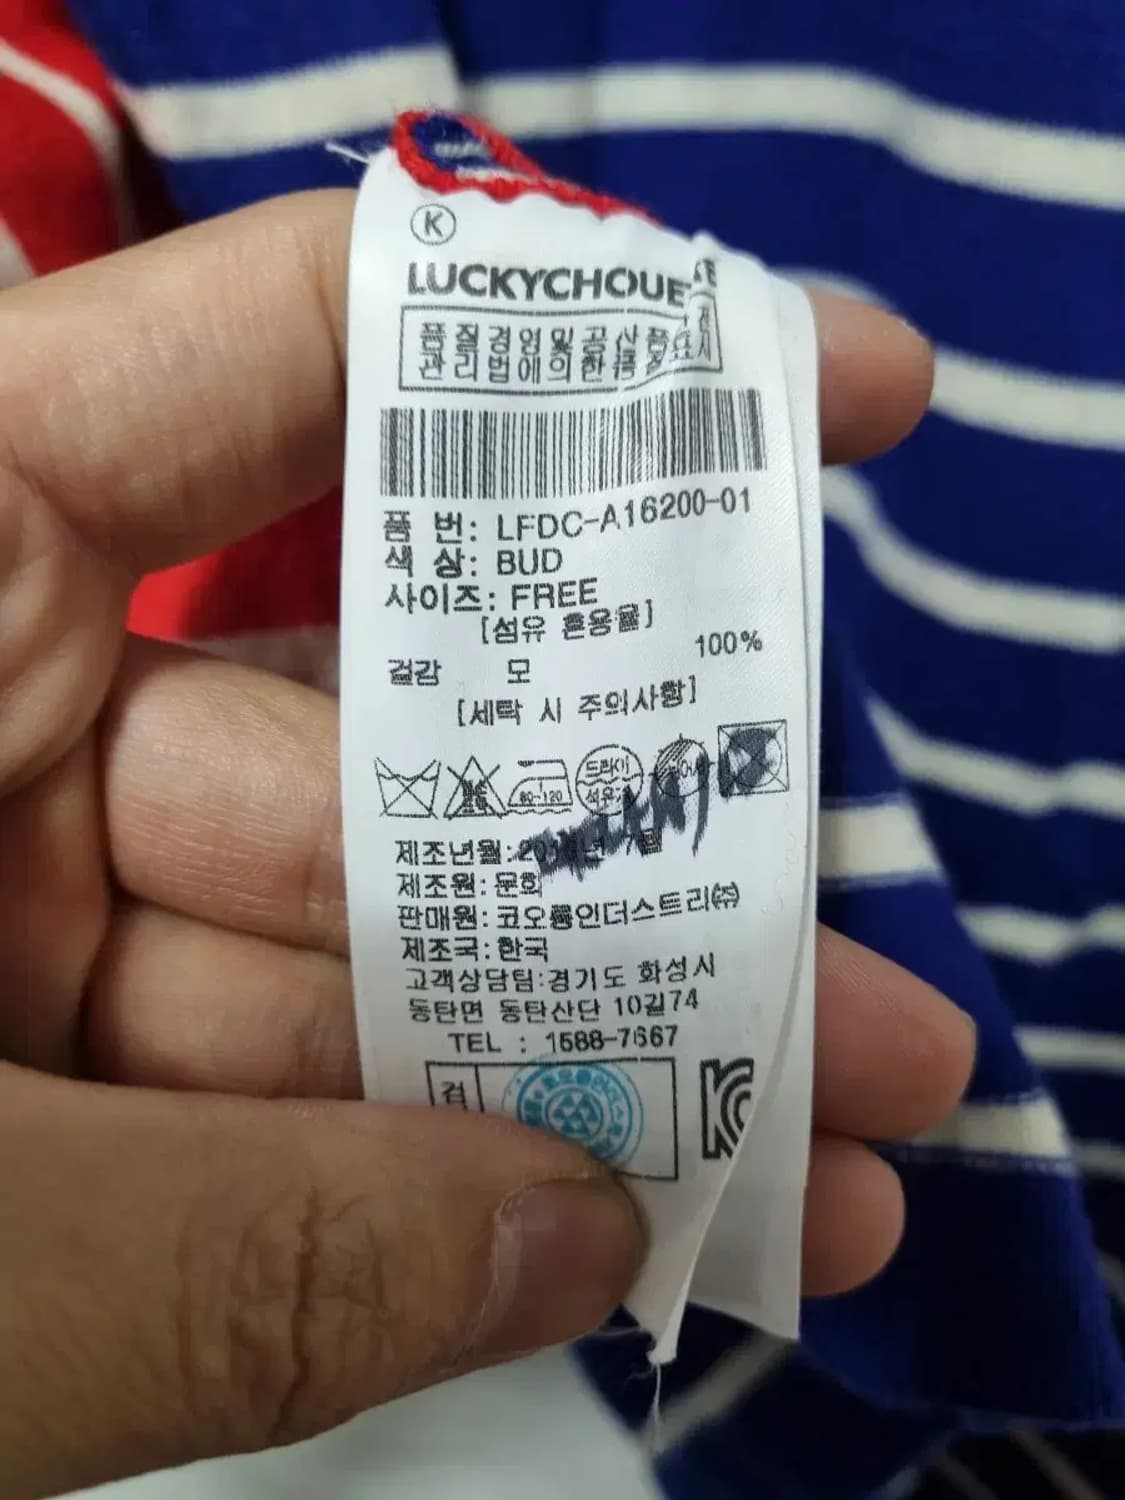 K
LUCKYCHOUETTE
품질경영및공산품안전
관리법에의한품질표시
품 번: LFDC-A16200-01
색 상: BUD
사이즈: FREE
[섬유 혼용율]
겉감 모 100%
[세탁 시 주의사항]
80-120 드라이
석유
제조년월: 7월
제조원: 문화
판매원: 코오롱인더스트리㈜
제조국: 한국
고객상담팀:경기도 화성시
동탄면 동탄산단 10길74
TEL : 1588-7667
검